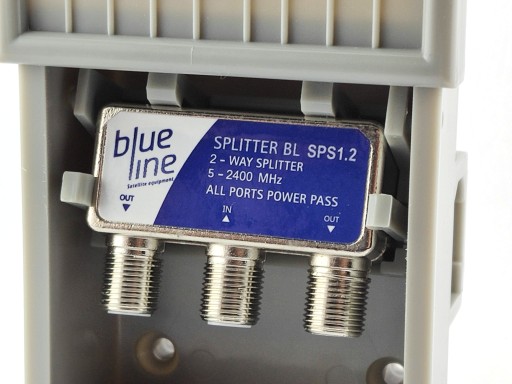 blue
line
Satellite equipment
SPLITTER BL SPS1.2
2 - WAY SPLITTER
5 - 2400 MHz
ALL PORTS POWER PASS
OUT
IN
OUT